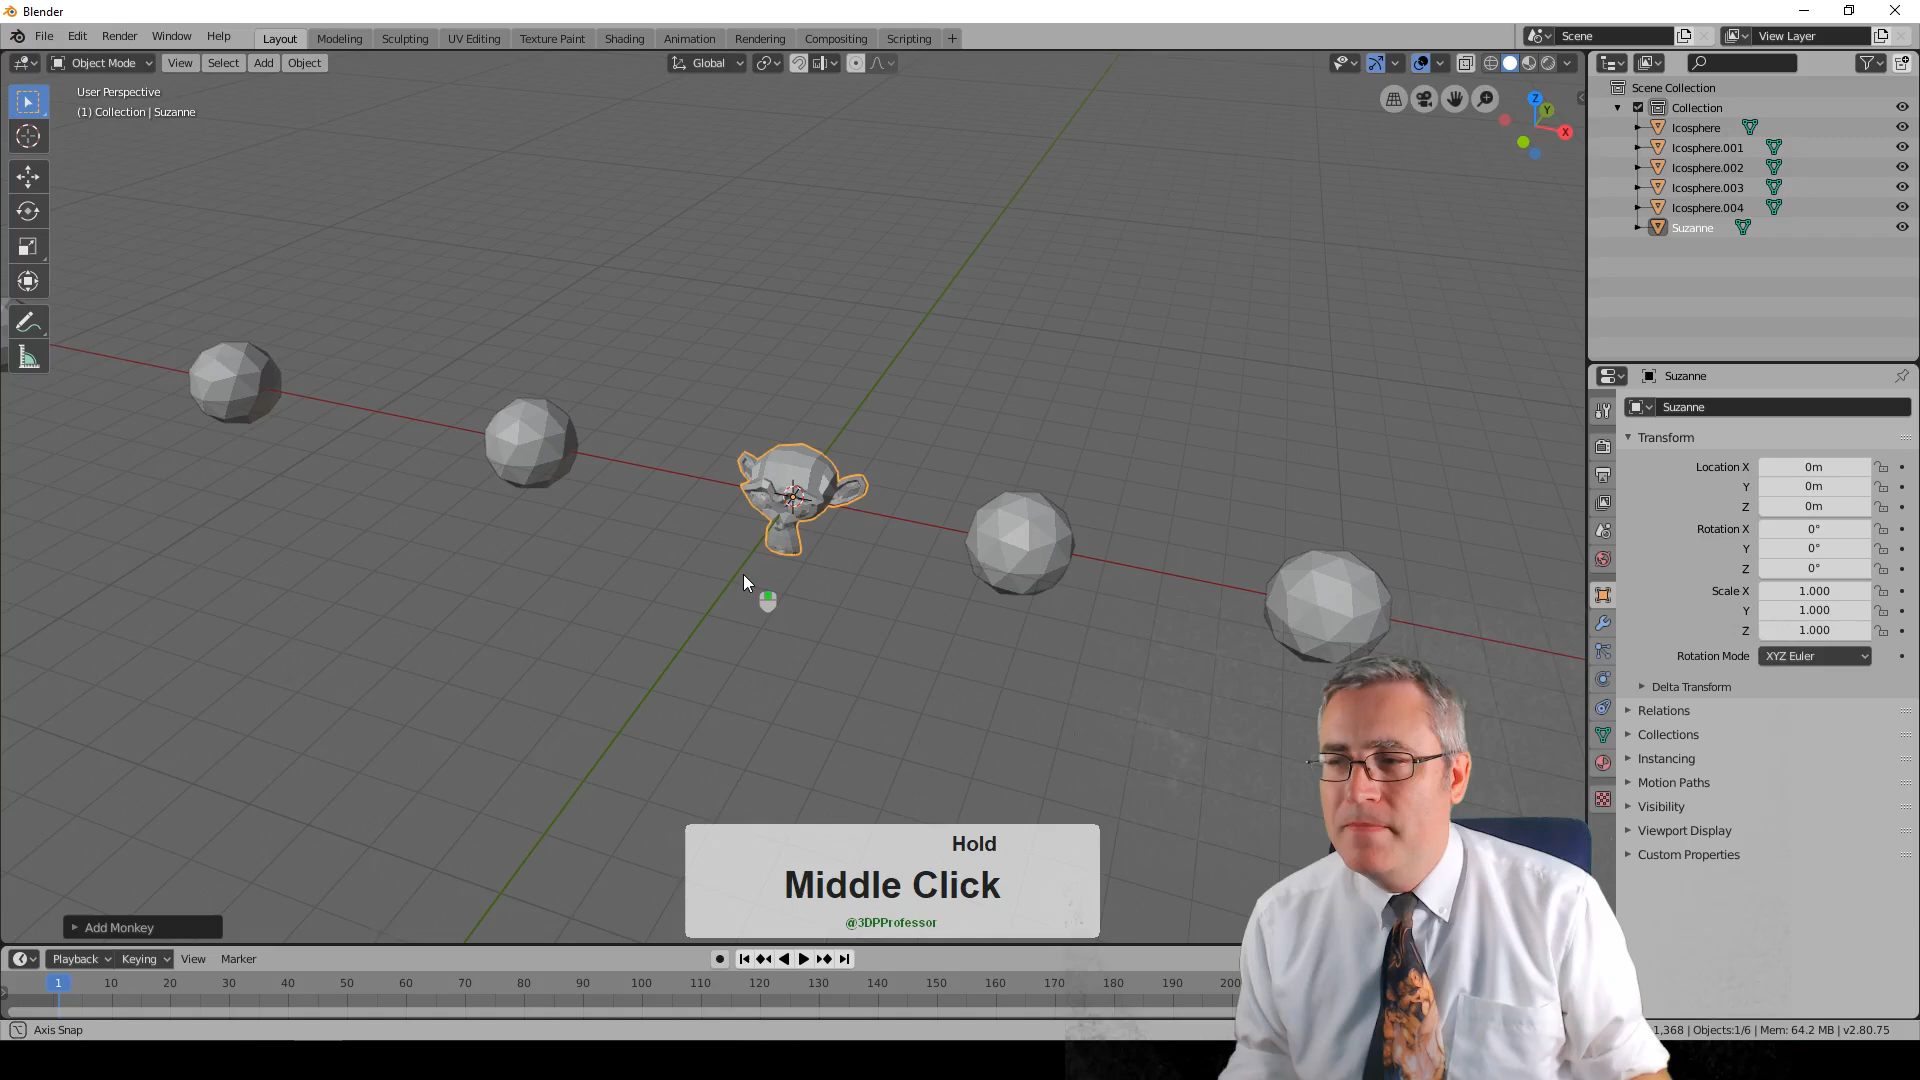 Blender
File Edit Render Window Help
Layout Modeling Sculpting UV Editing Texture Paint Shading Animation Rendering Compositing Scripting +
Scene
View Layer
Object Mode View Select Add Object
Global
User Perspective
(1) Collection | Suzanne
Z
Y
X
Scene Collection
Collection
Icosphere
Icosphere.001
Icosphere.002
Icosphere.003
Icosphere.004
Suzanne
Suzanne
Suzanne
Transform
Location X 0m
Y 0m
Z 0m
Rotation X 0°
Y 0°
Z 0°
Scale X 1.000
Y 1.000
Z 1.000
Rotation Mode XYZ Euler
Delta Transform
Relations
Collections
Instancing
Motion Paths
Visibility
Viewport Display
Custom Properties
Hold
Middle Click
@3DPProfessor
Add Monkey
Playback Keying View Marker
1 10 20 30 40 50 60 70 80 90 100 110 120 130 140 150 160 170 180 190 200
Axis Snap
1,368 | Objects:1/6 | Mem: 64.2 MB | v2.80.75